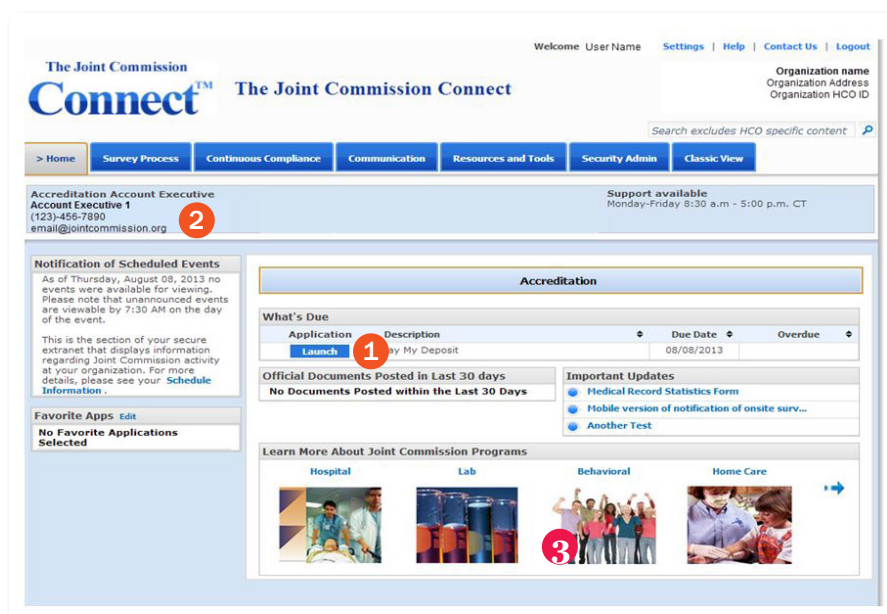 Welcome User Name Settings | Help | Contact Us | Logout
The Joint Commission
Connect™
The Joint Commission Connect
Organization name
Organization Address
Organization HCO ID
Search excludes HCO specific content
> Home Survey Process Continuous Compliance Communication Resources and Tools Security Admin Classic View
Accreditation Account Executive
Account Executive 1
(123)-456-7890
email@jointcommission.org
2
Support available
Monday-Friday 8:30 a.m - 5:00 p.m. CT
Notification of Scheduled Events
As of Thursday, August 08, 2013 no
events were available for viewing.
Please note that unannounced events
are viewable by 7:30 AM on the day
of the event.
This is the section of your secure
extranet that displays information
regarding Joint Commission activity
at your organization. For more
details, please see your Schedule
Information .
Favorite Apps Edit
No Favorite Applications
Selected
Accreditation
What's Due
Application Description Due Date Overdue
Launch 1 ay My Deposit 08/08/2013
Official Documents Posted in Last 30 days
No Documents Posted within the Last 30 Days
Important Updates
Medical Record Statistics Form
Mobile version of notification of onsite surv...
Another Test
Learn More About Joint Commission Programs
Hospital Lab Behavioral Home Care
3